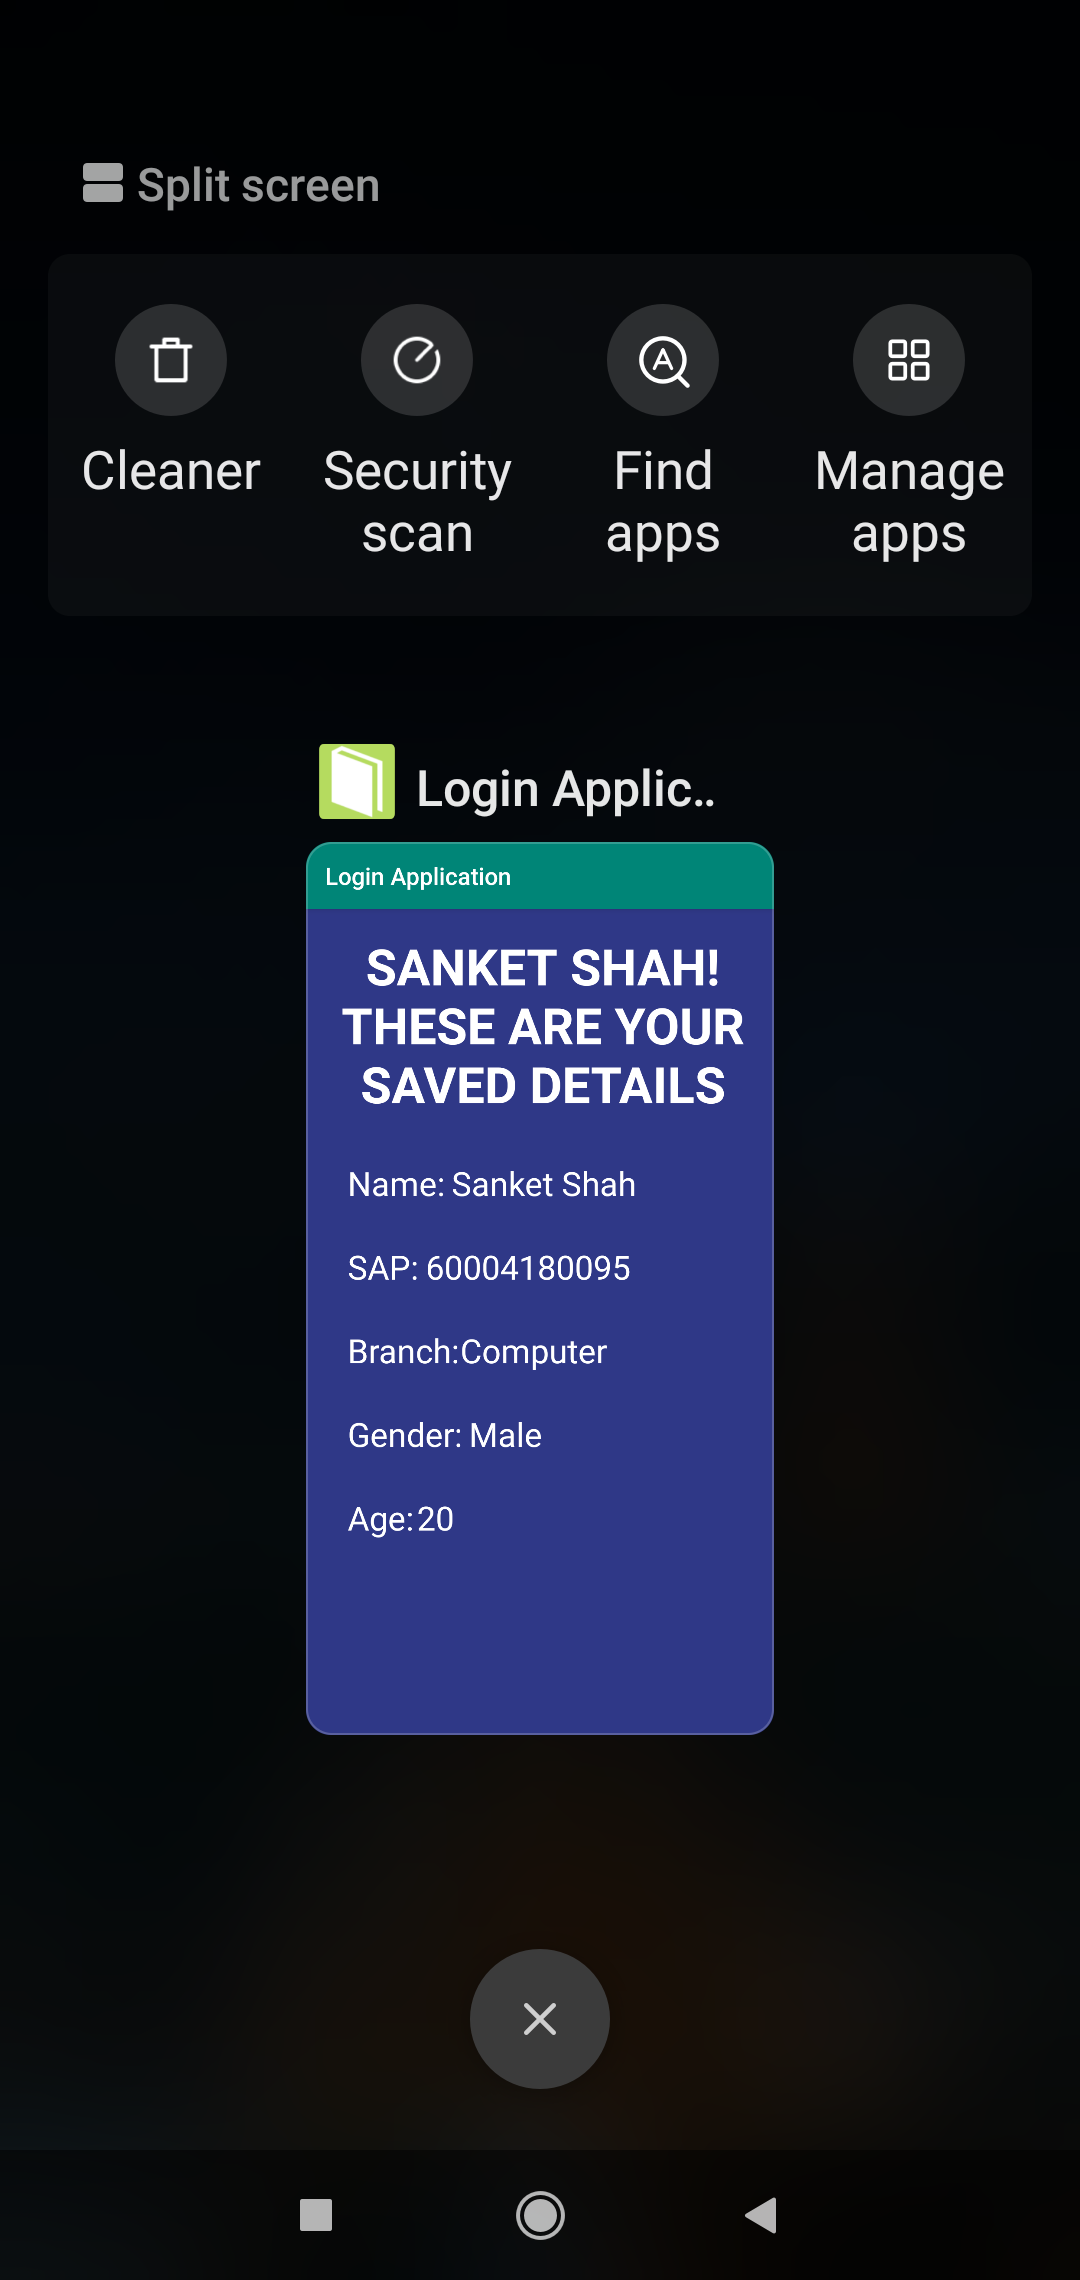 Split screen
Cleaner
Security
scan
Find
apps
Manage
apps
Login Applic..
Login Application
SANKET SHAH!
THESE ARE YOUR
SAVED DETAILS
Name: Sanket Shah
SAP: 60004180095
Branch:Computer
Gender: Male
Age:20